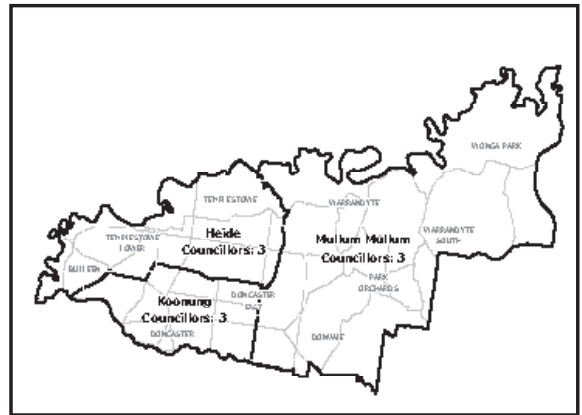 WONGA PARK
TEMPLESTOWE
WARRANDYTE
WARRANDYTE
SOUTH
TEMPLESTOWE
LOWER
Heide
Councillors: 3
Mullum Mullum
Councillors: 3
BULLEEN
PARK
ORCHARDS
DONCASTER
EAST
Koonung
Councillors: 3
DONCASTER
DONVALE